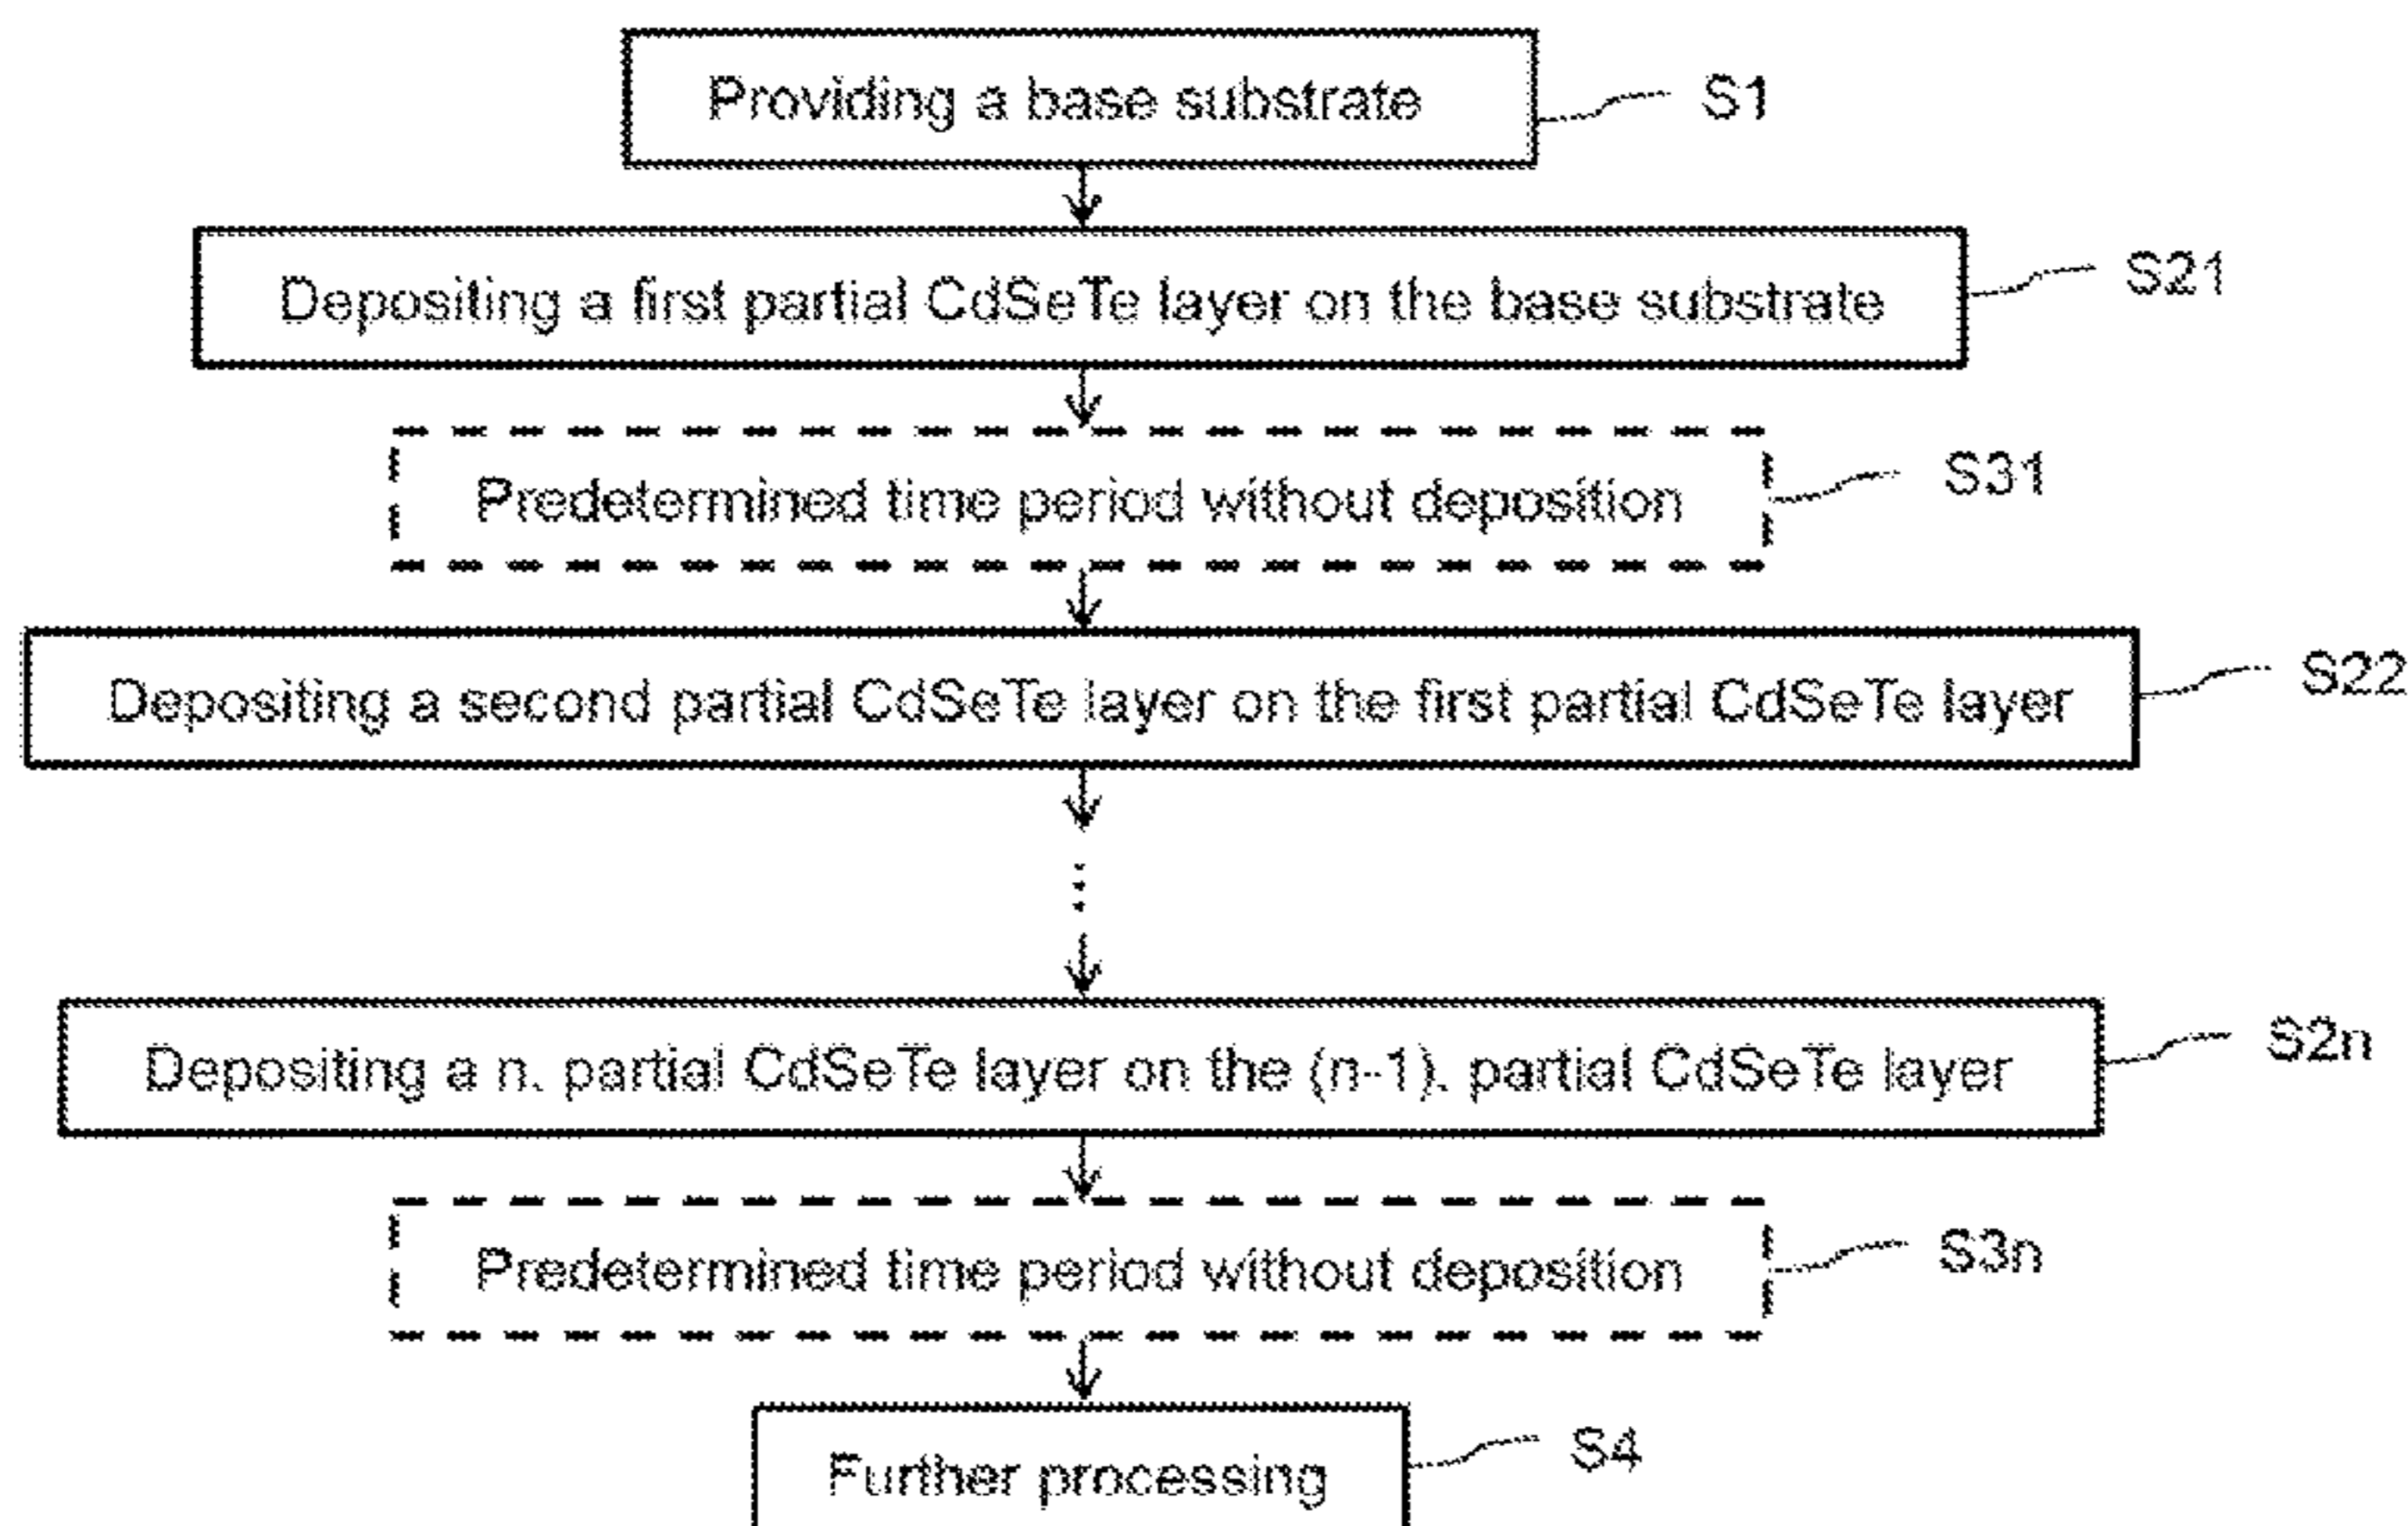 Providing a base substrate
S1
Depositing a first partial CdSeTe layer on the base substrate
S21
Predetermined time period without deposition
S31
Depositing a second partial CdSeTe layer on the first partial CdSeTe layer
S22
Depositing a n. partial CdSeTe layer on the (n-1). partial CdSeTe layer
S2n
Predetermined time period without deposition
S3n
Further processing
S4